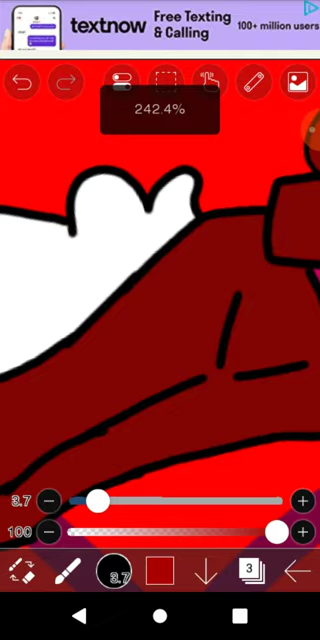 textnow
Free Texting
& Calling
100+ million users
242.4%
3.7
100
3.7
3